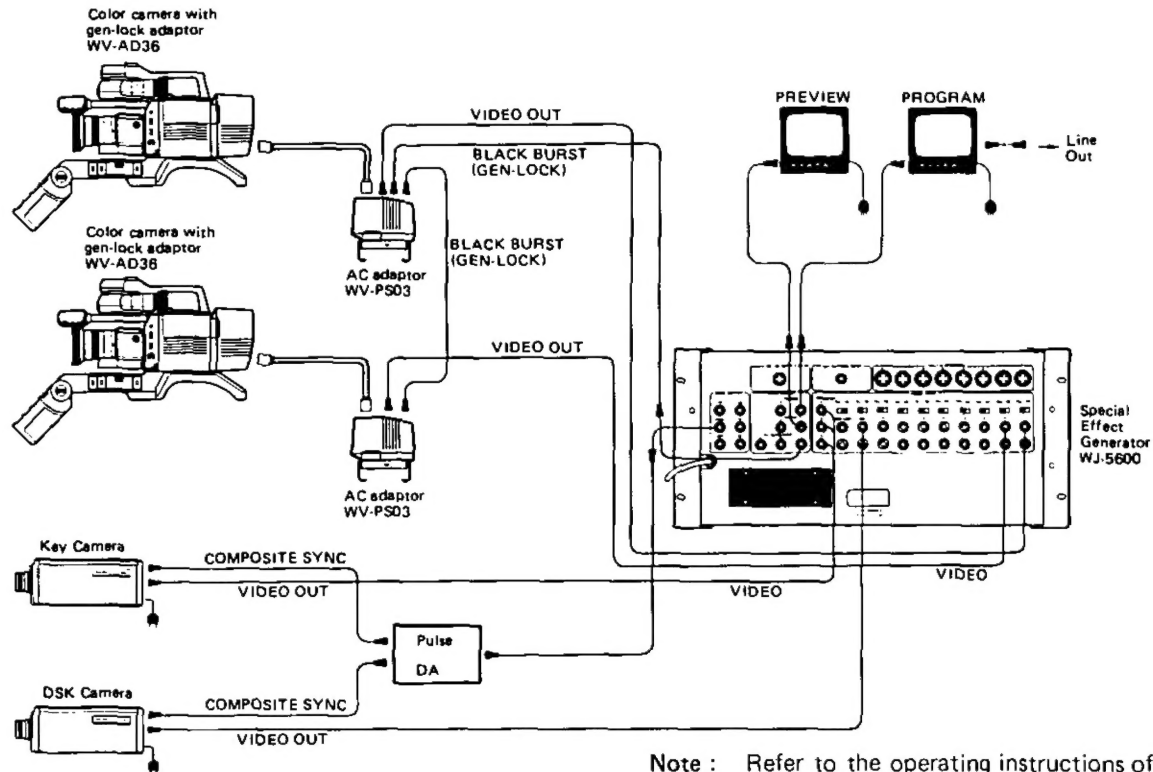 Color camera with
gen-lock adaptor
WV-AD36
VIDEO OUT
BLACK BURST
(GEN-LOCK)
PREVIEW
PROGRAM
Line
Out
Color camera with
gen-lock adaptor
WV-AD36
AC adaptor
WV-PS03
BLACK BURST
(GEN-LOCK)
VIDEO OUT
Special
Effect
Generator
WJ-5600
AC adaptor
WV-PS03
Key Camera
COMPOSITE SYNC
VIDEO OUT
VIDEO
VIDEO
Pulse
DA
DSK Camera
COMPOSITE SYNC
VIDEO OUT
Note : Refer to the operating instructions of